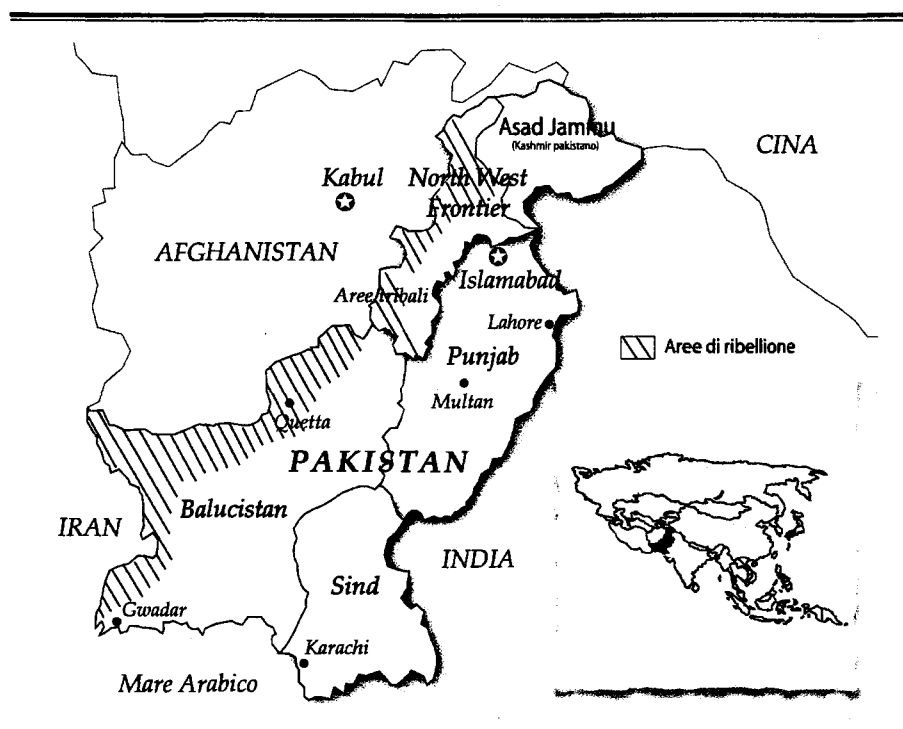 Asad Jammu
(Kashmir pakistano)
CINA
Kabul
North West
Frontier
AFGHANISTAN
Islamabad
Aree tribali
Lahore
Aree di ribellione
Punjab
Multan
Quetta
PAKISTAN
Balucistan
IRAN
INDIA
Sind
Gwadar
Karachi
Mare Arabico